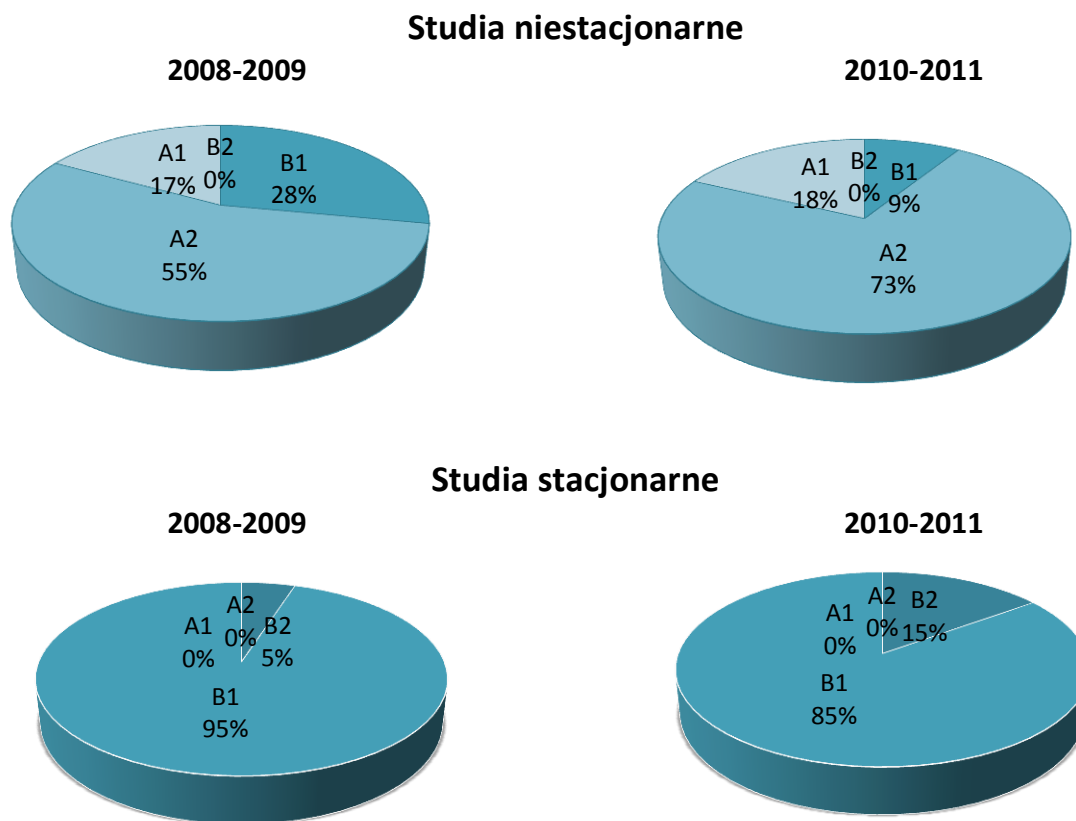 Studia niestacjonarne
2008-2009
A1
17%
B2
0%
B1
28%
A2
55%
2010-2011
A1
18%
B2
0%
B1
9%
A2
73%
Studia stacjonarne
2008-2009
A1
0%
A2
0%
B2
5%
B1
95%
2010-2011
A1
0%
A2
0%
B2
15%
B1
85%